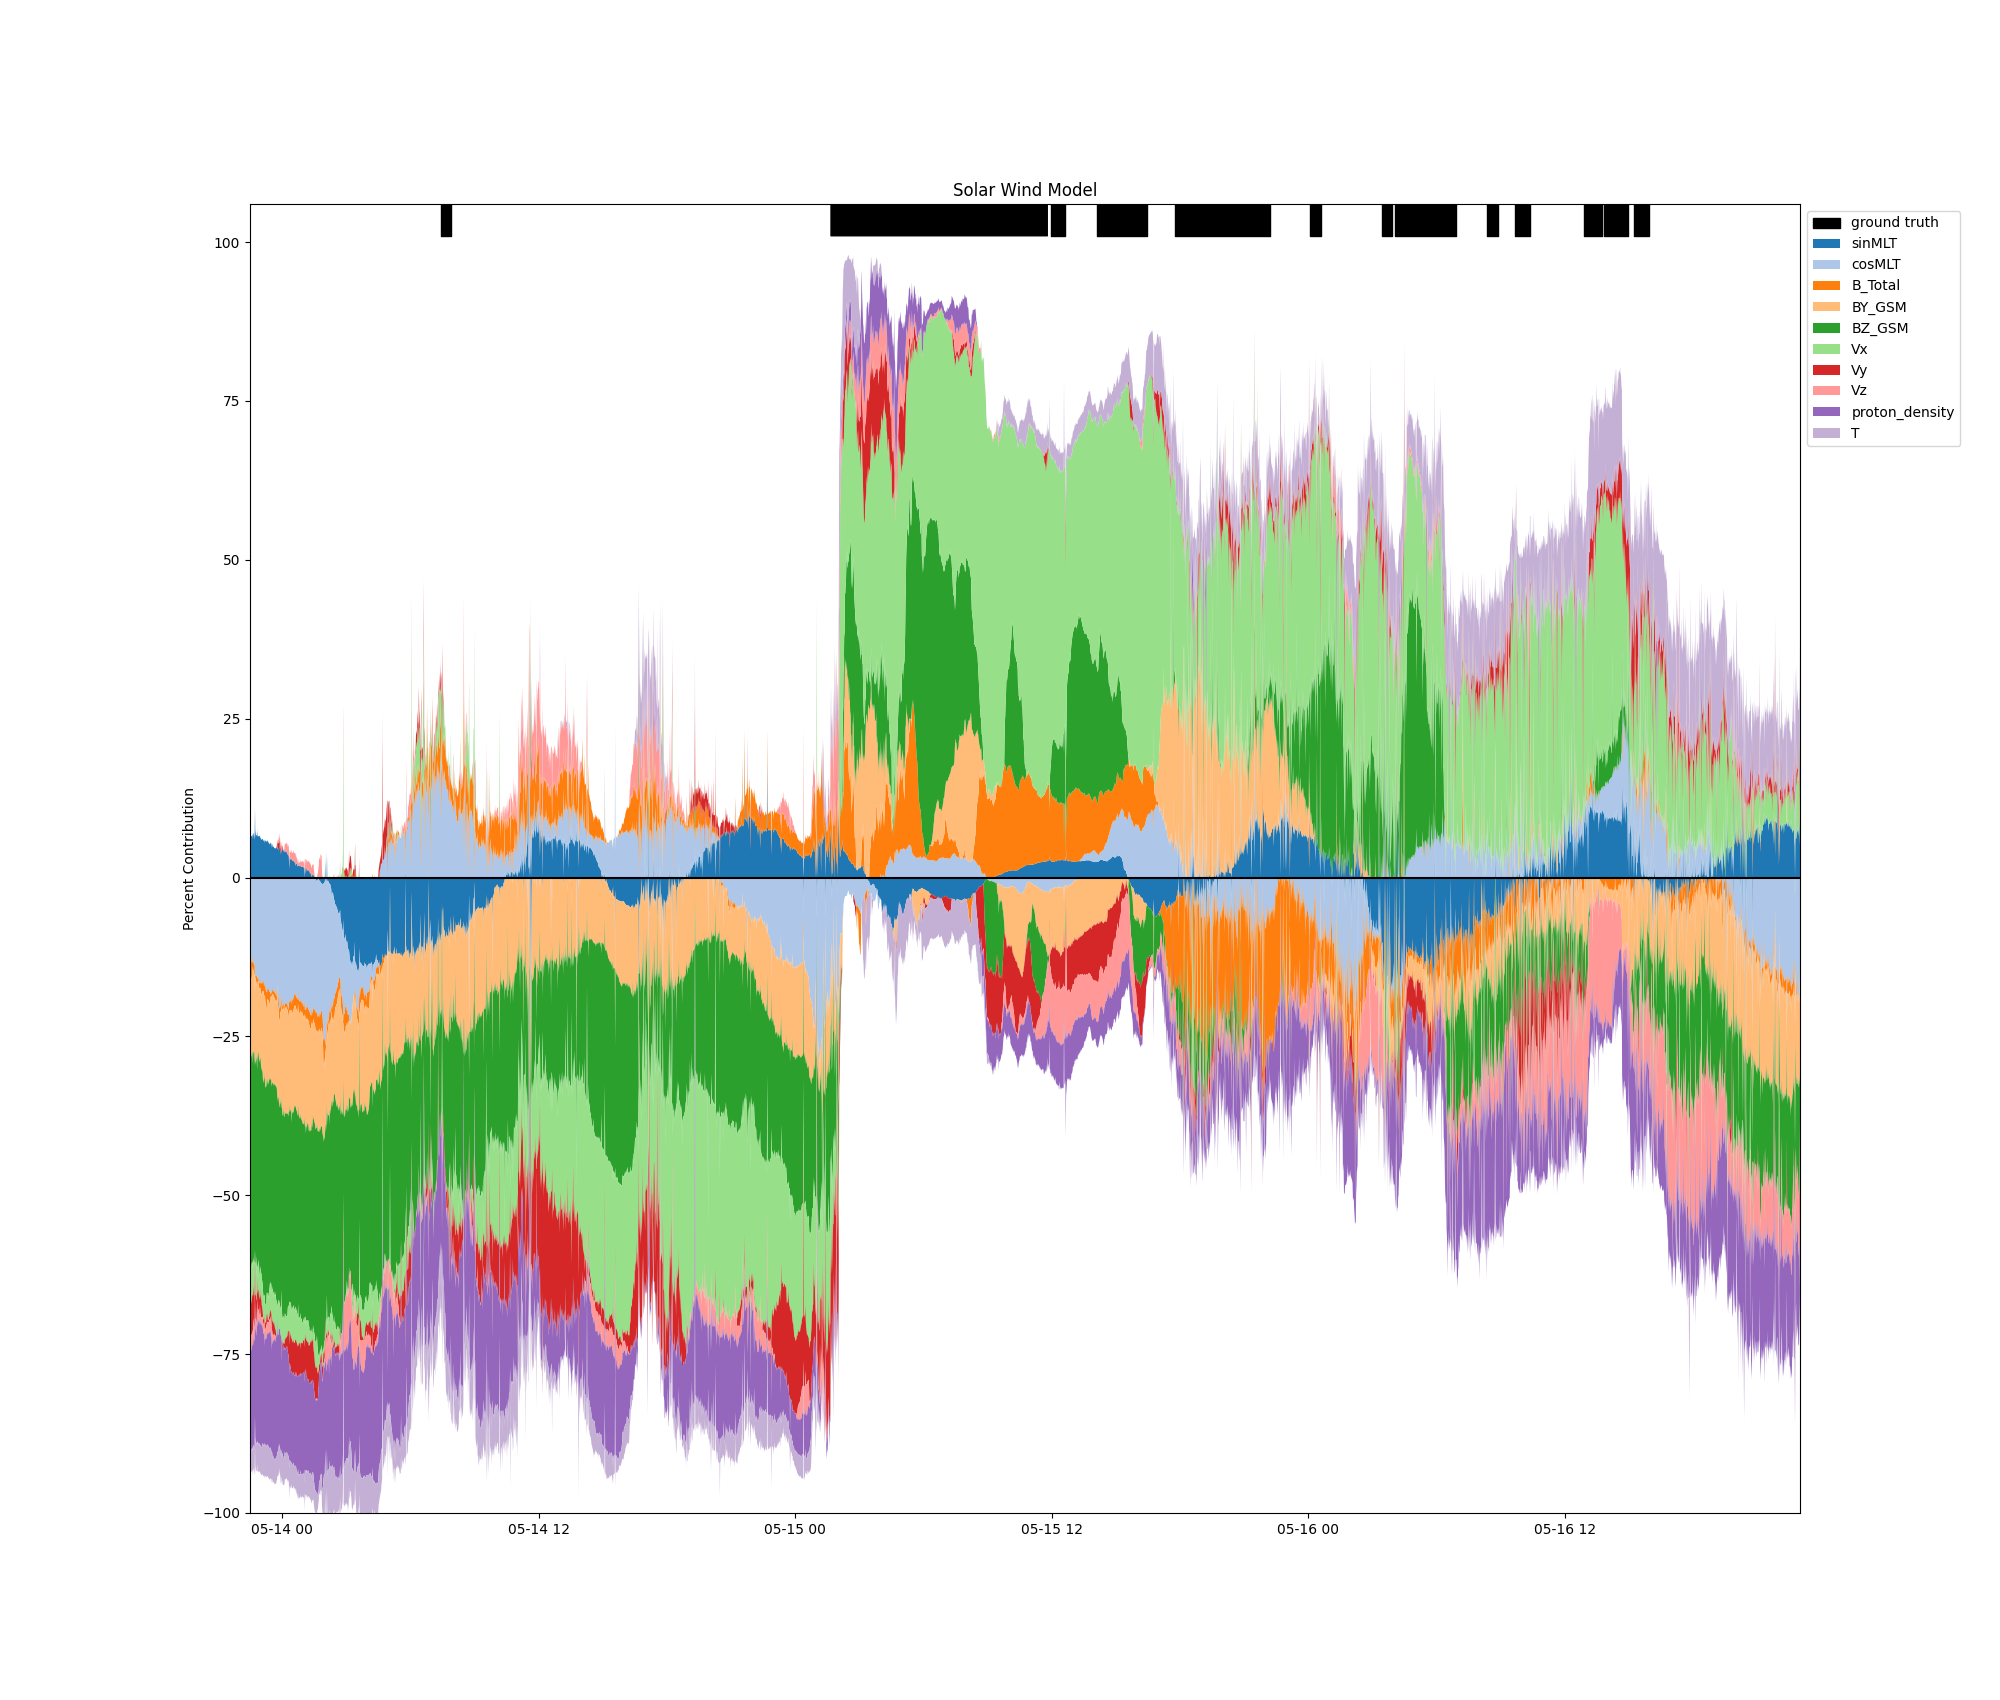 Solar Wind Model
Percent Contribution
100
75
50
25
0
−25
−50
−75
−100
05-14 00
05-14 12
05-15 00
05-15 12
05-16 00
05-16 12
ground truth
sinMLT
cosMLT
B_Total
BY_GSM
BZ_GSM
Vx
Vy
Vz
proton_density
T